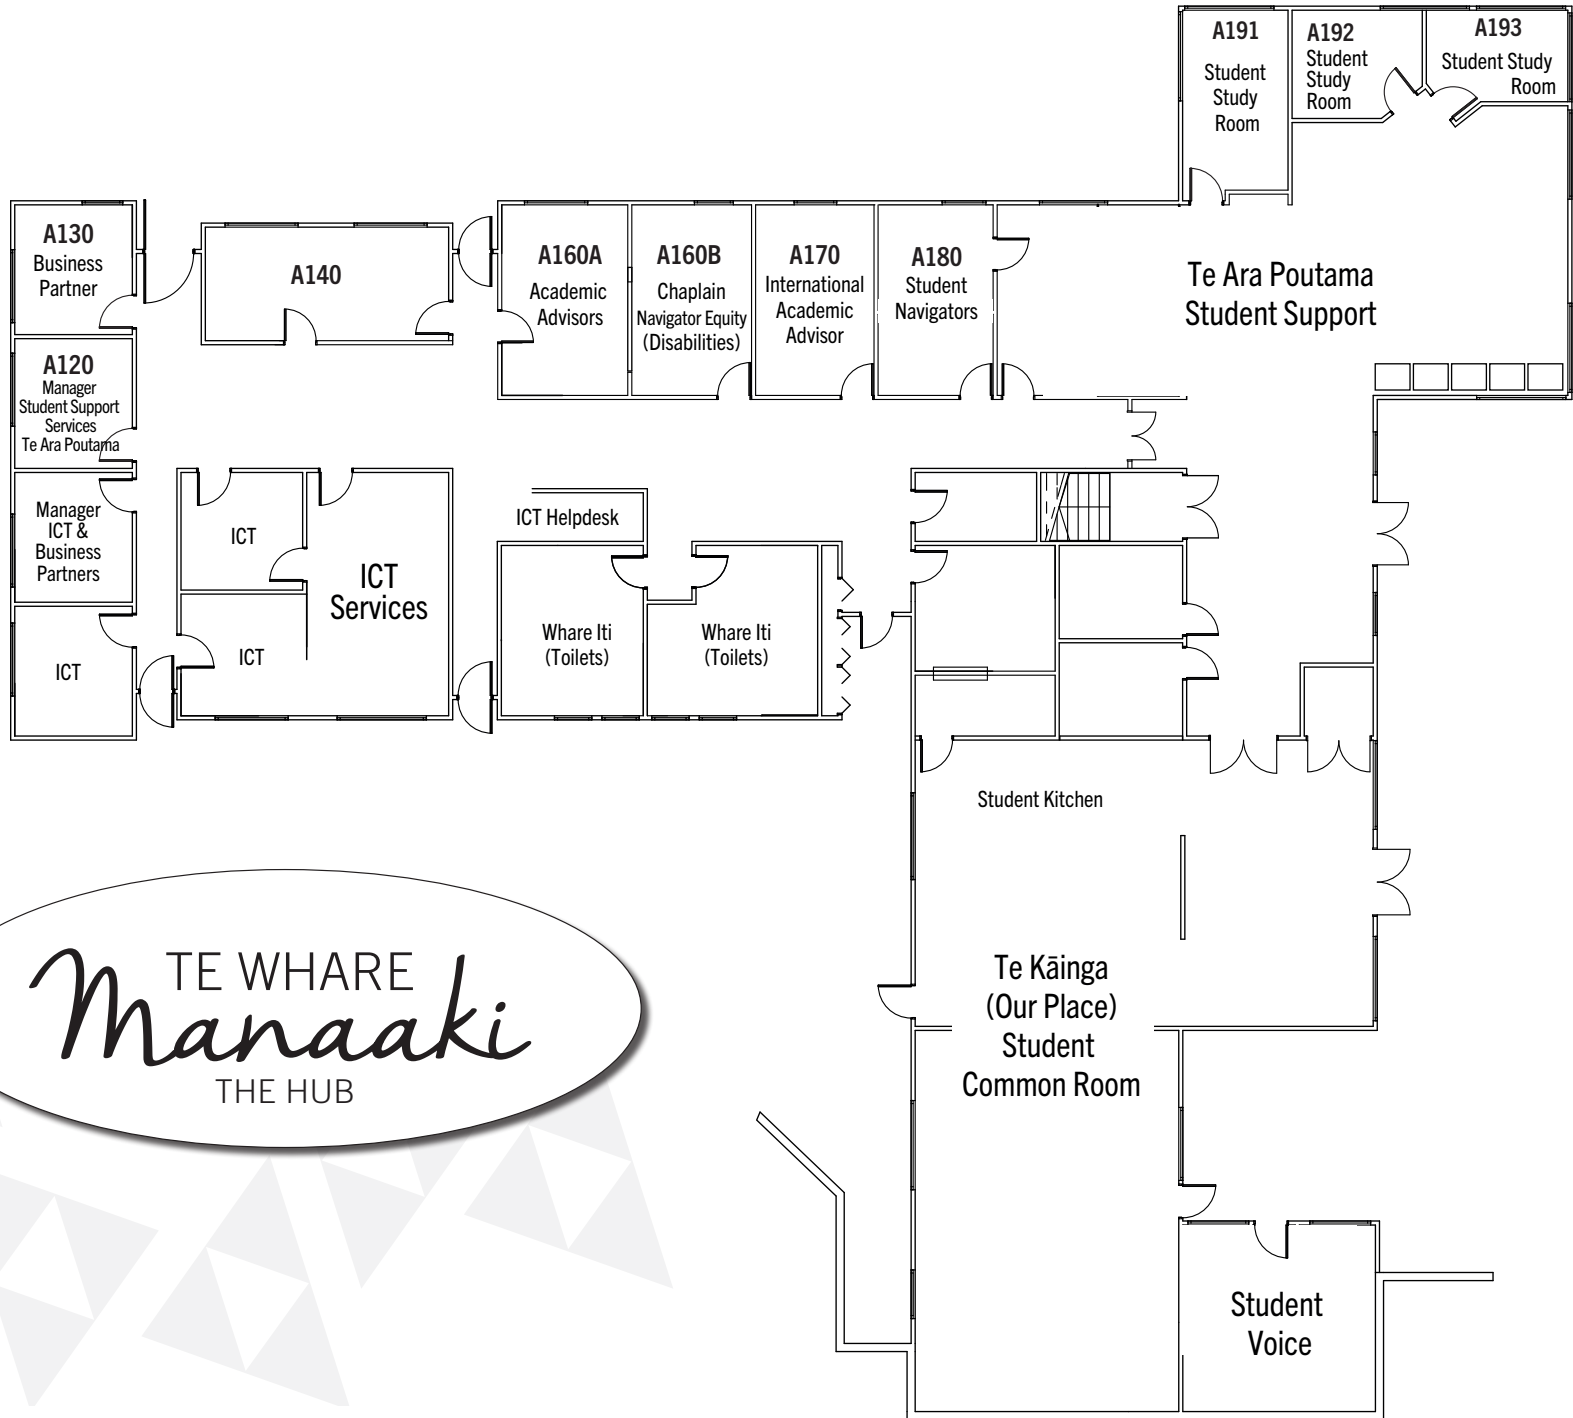 A191
Student
Study
Room
A192
Student
Study
Room
A193
Student Study
Room
A130
Business
Partner
A140
A160A
Academic
Advisors
A160B
Chaplain
Navigator Equity
(Disabilities)
A170
International
Academic
Advisor
A180
Student
Navigators
Te Ara Poutama
Student Support
A120
Manager
Student Support
Services
Te Ara Poutama
Manager
ICT &
Business
Partners
ICT
ICT
ICT
ICT
Services
ICT Helpdesk
Whare Iti
(Toilets)
Whare Iti
(Toilets)
Student Kitchen
Te Kāinga
(Our Place)
Student
Common Room
TE WHARE
Manaaki
THE HUB
Student
Voice